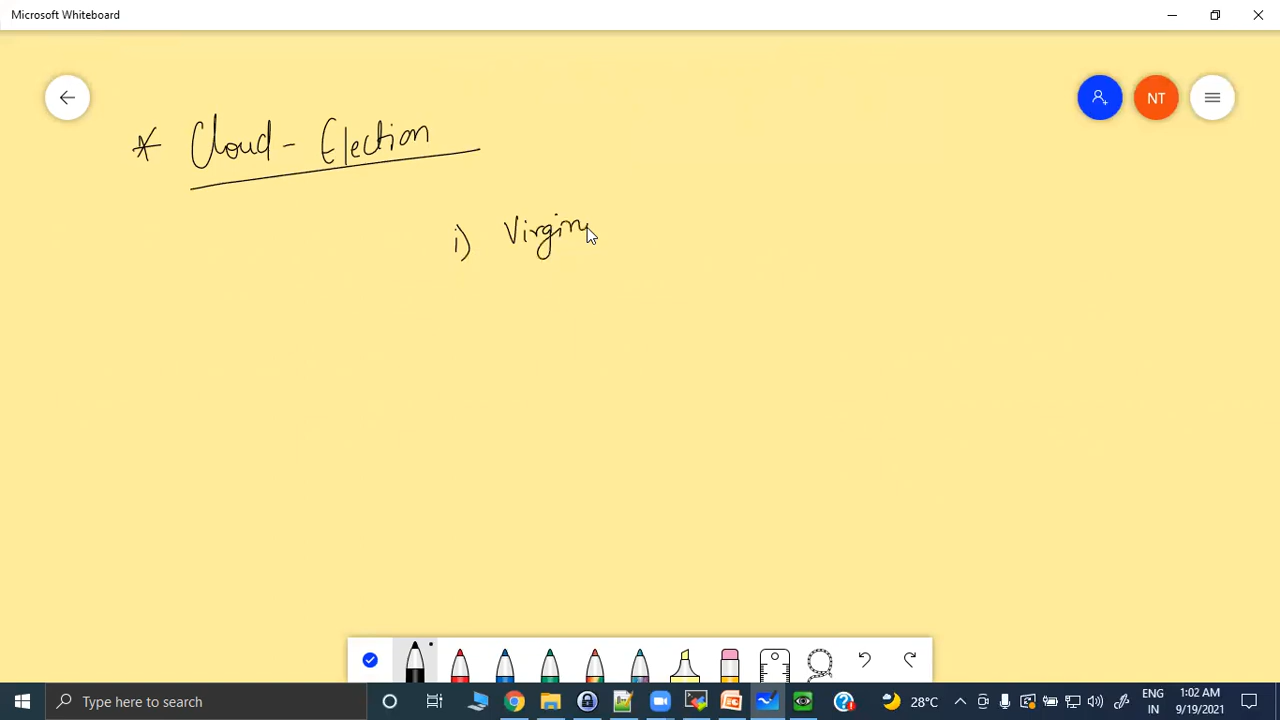 Microsoft Whiteboard
NT
* Cloud - Election
i) Virgin
Type here to search
28°C
ENG
IN
1:02 AM
9/19/2021